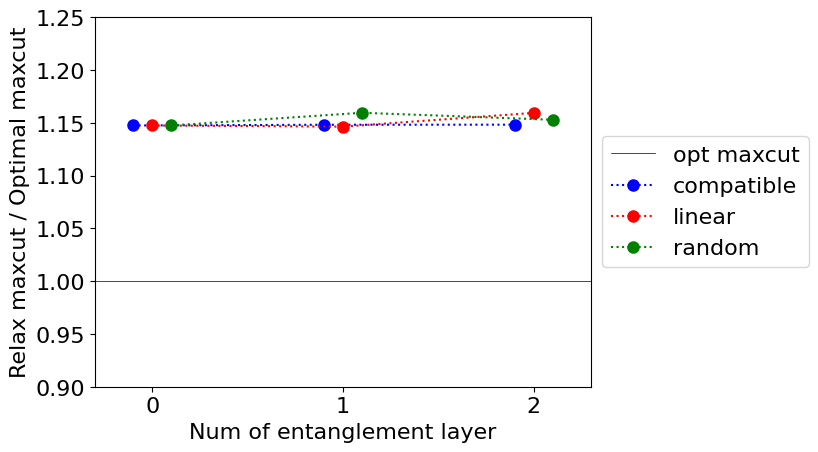 Relax maxcut / Optimal maxcut
1.25
1.20
1.15
1.10
1.05
1.00
0.95
0.90
0 1 2
Num of entanglement layer
opt maxcut
compatible
linear
random